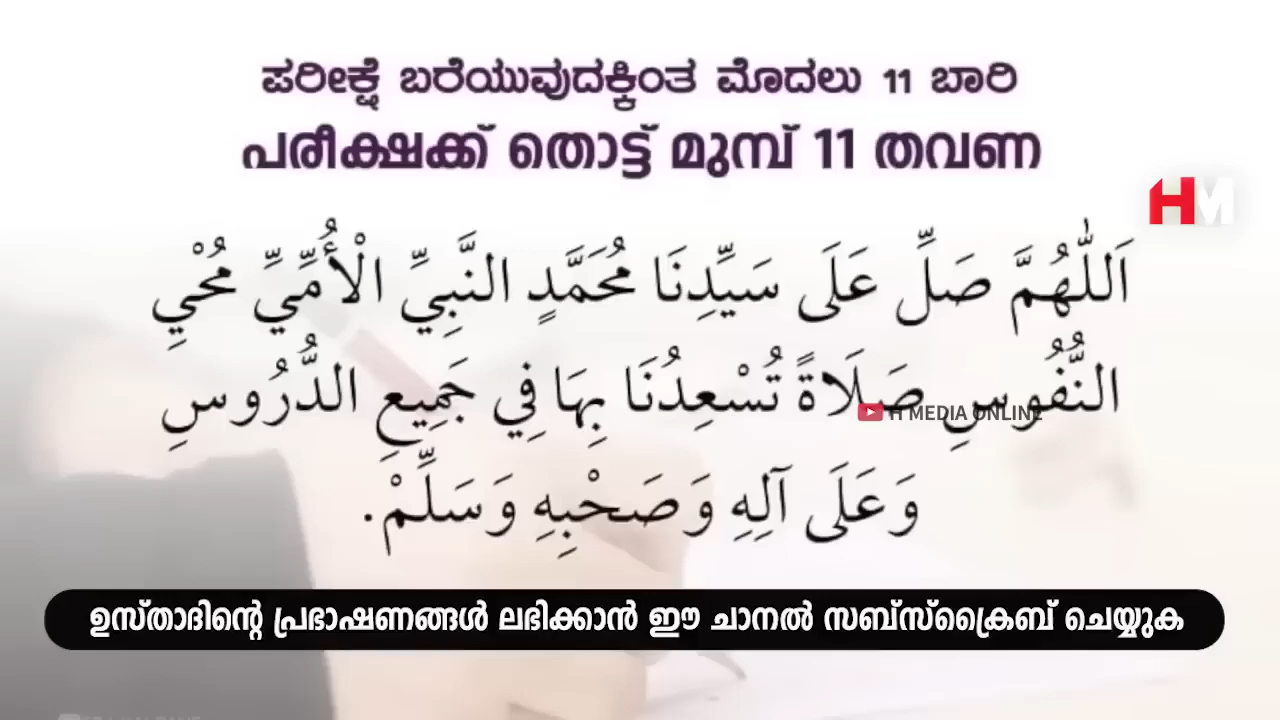 ಪರೀಕ್ಷೆ ಬರೆಯುವುದಕ್ಕಿಂತ ಮೊದಲು 11 ಬಾರಿ
പരീക്ഷക്ക് തൊട്ട് മുമ്പ് 11 തവണ
HM
اَللّٰهُمَّ صَلِّ عَلَى سَيِّدِنَا مُحَمَّدٍ النَّبِيِّ الْأُمِّيِّ مُحْيِي
النُّفُوسِ صَلَاةً تُسْعِدُنَا بِهَا فِي جَمِيعِ الدُّرُوسِ
H MEDIA ONLINE
وَعَلَى آلِهِ وَصَحْبِهِ وَسَلِّمْ.
ഉസ്താദിന്റെ പ്രഭാഷണങ്ങൾ ലഭിക്കാൻ ഈ ചാനൽ സബ്സ്ക്രൈബ് ചെയ്യുക